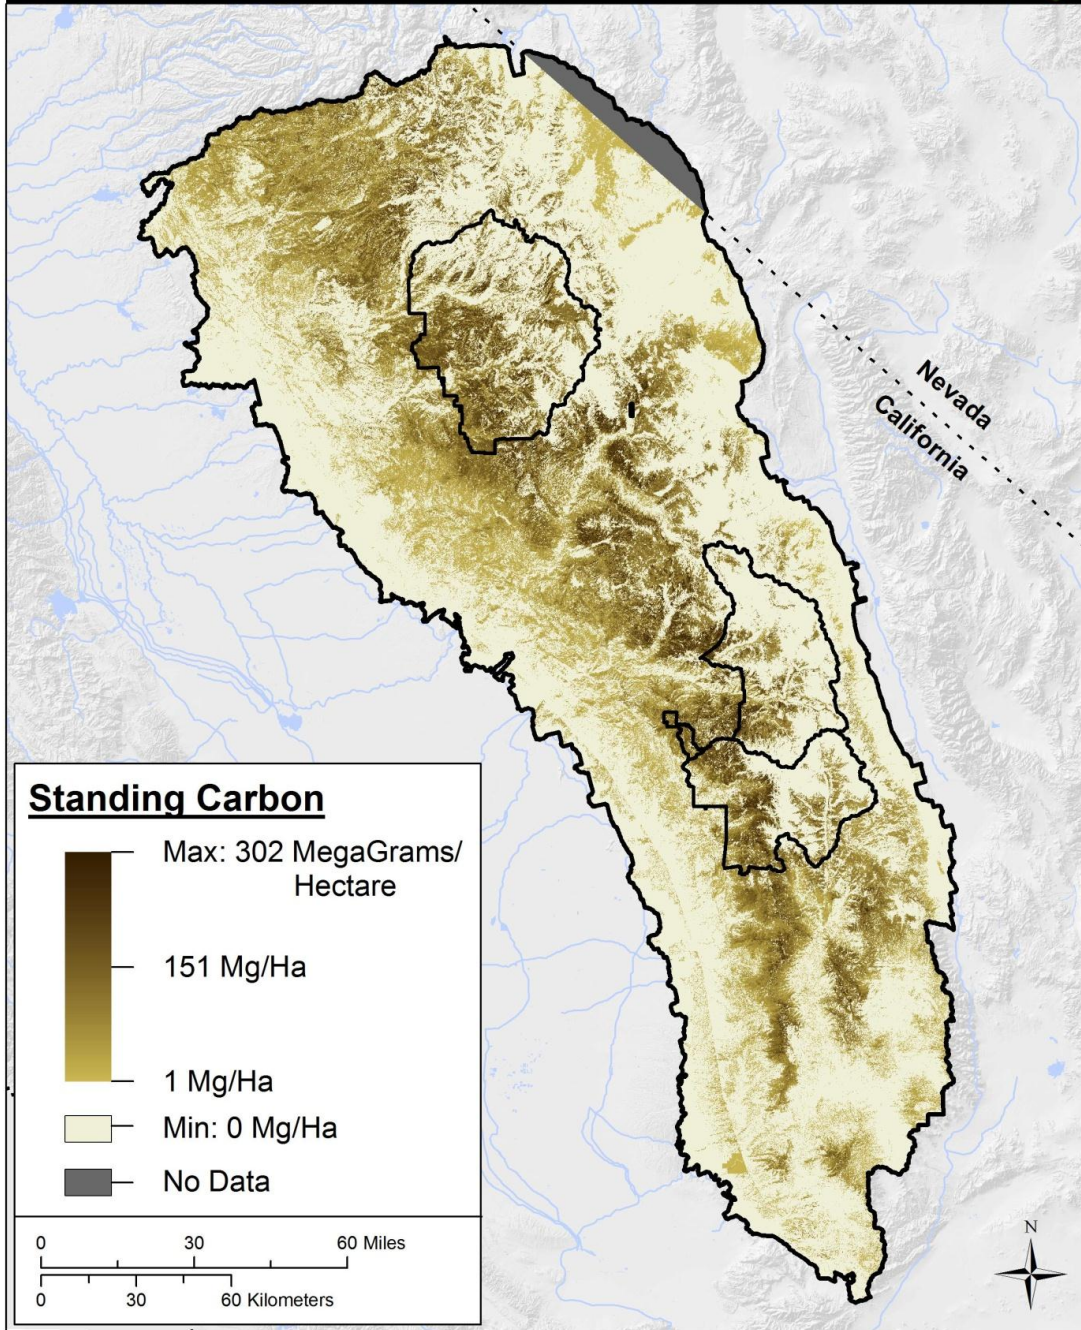 Nevada
California
Standing Carbon
Max: 302 MegaGrams/
Hectare
151 Mg/Ha
1 Mg/Ha
Min: 0 Mg/Ha
No Data
0 30 60 Miles
0 30 60 Kilometers
N